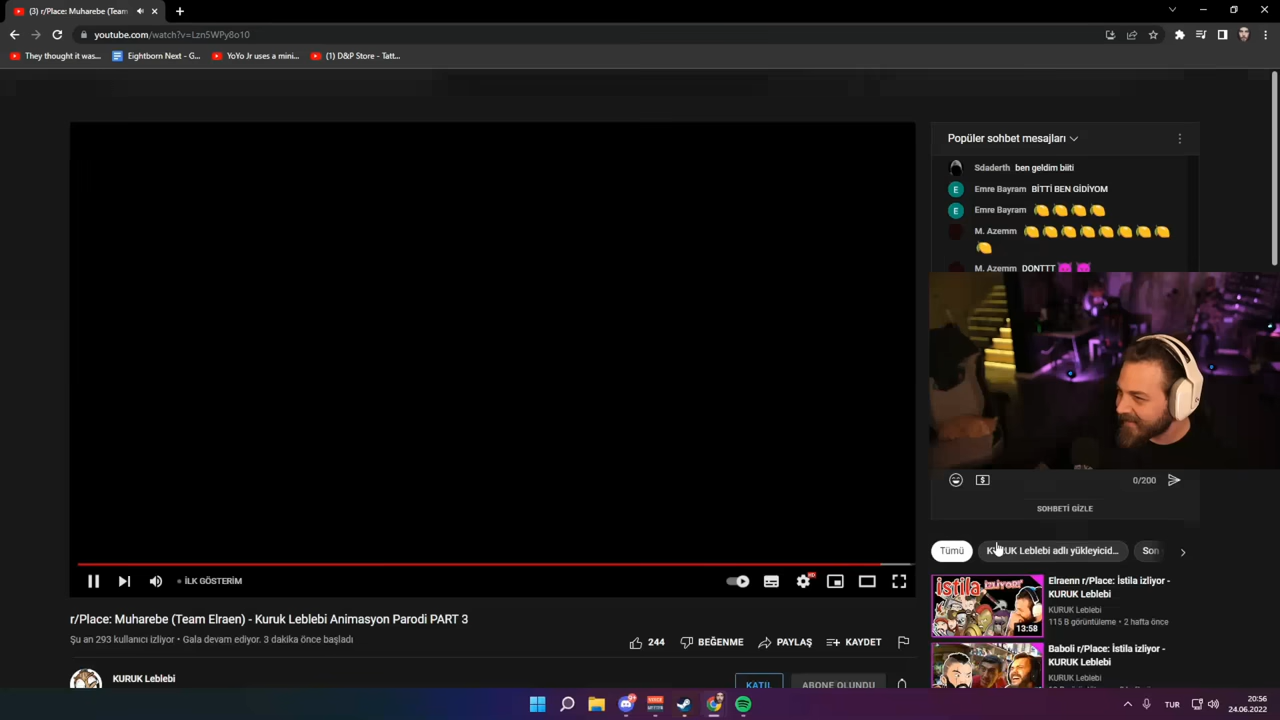 (3) r/Place: Muharebe (Team
youtube.com/watch?v=Lzn5WPy8o10
They thought it was...
Eightborn Next - G...
YoYo Jr uses a mini...
(1) D&P Store - Tatt...
Popüler sohbet mesajları
Sdaderth ben geldim biiti
E Emre Bayram BİTTİ BEN GİDİYOM
E Emre Bayram
M. Azemm
M. Azemm DONTTT
0/200
SOHBETİ GİZLE
Tümü
KURUK Leblebi adlı yükleyicid...
Son
İLK GÖSTERİM
HD
r/Place: Muharebe (Team Elraen) - Kuruk Leblebi Animasyon Parodi PART 3
Şu an 293 kullanıcı izliyor • Gala devam ediyor. 3 dakika önce başladı
244
BEĞENME
PAYLAŞ
KAYDET
KURUK Leblebi
KATIL
ABONE OLUNDU
istila İZLİYOR!
13:58
Elraenn r/Place: İstila izliyor -
KURUK Leblebi
KURUK Leblebi
115 B görüntüleme • 2 hafta önce
Baboli r/Place: İstila izliyor -
KURUK Leblebi
KURUK Leblebi
TUR
20:56
24.06.2022